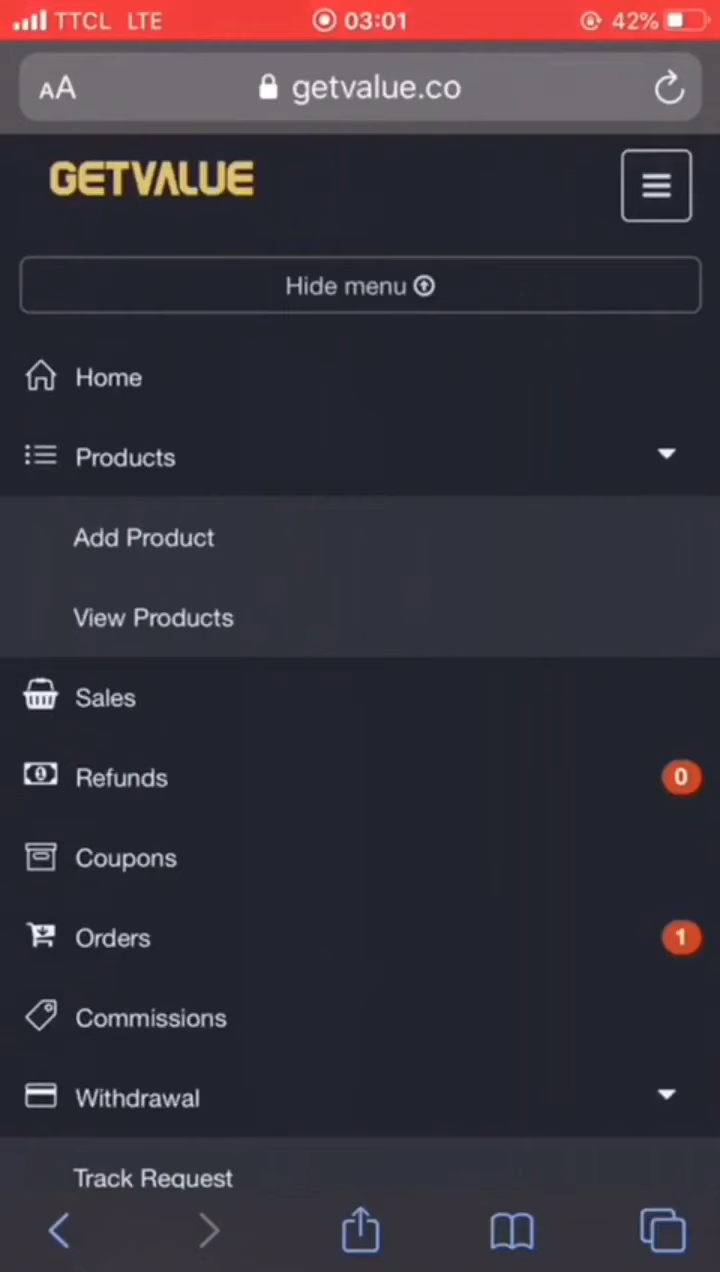 TTCL LTE 03:01 42%
AA getvalue.co
GETVALUE
Hide menu
Home
Products
Add Product
View Products
Sales
Refunds 0
Coupons
Orders 1
Commissions
Withdrawal
Track Request